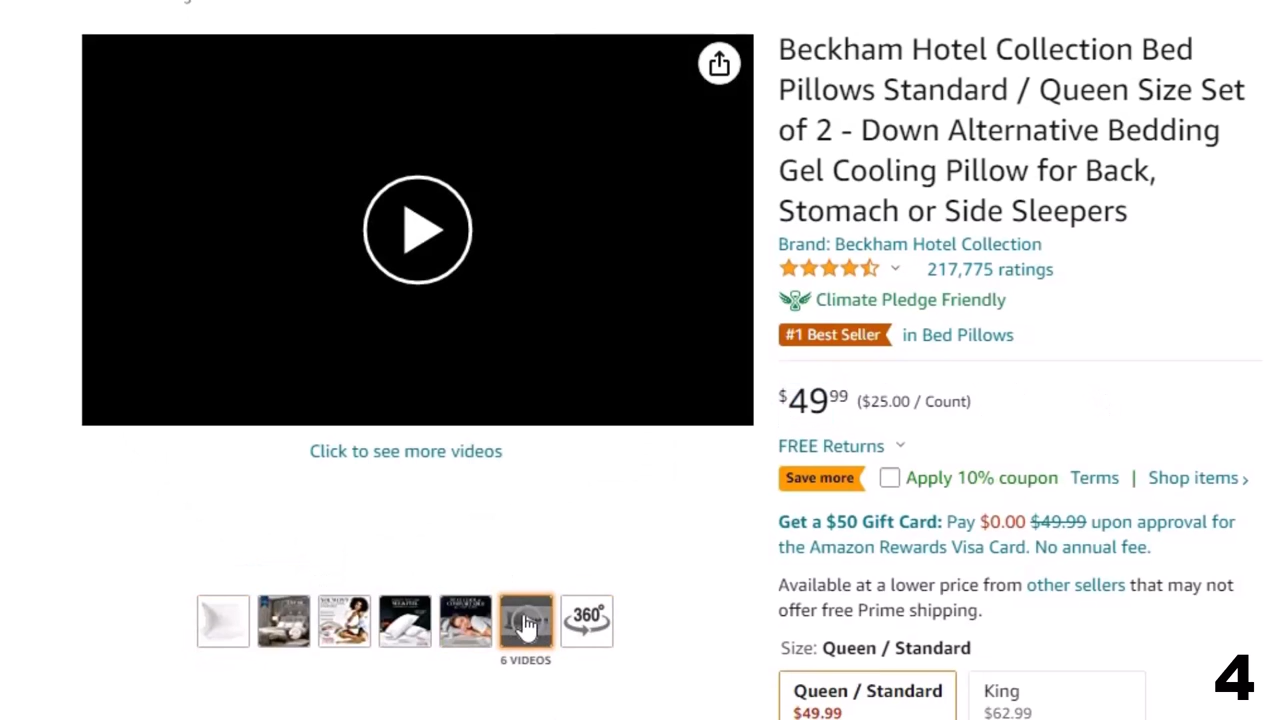 Beckham Hotel Collection Bed
Pillows Standard / Queen Size Set
of 2 - Down Alternative Bedding
Gel Cooling Pillow for Back,
Stomach or Side Sleepers
Brand: Beckham Hotel Collection
217,775 ratings
Climate Pledge Friendly
#1 Best Seller in Bed Pillows
$4999 ($25.00 / Count)
FREE Returns
Save more Apply 10% coupon Terms | Shop items ›
Get a $50 Gift Card: Pay $0.00 $49.99 upon approval for
the Amazon Rewards Visa Card. No annual fee.
Available at a lower price from other sellers that may not
offer free Prime shipping.
Size: Queen / Standard
Queen / Standard
$49.99
King
$62.99
Click to see more videos
360°
6 VIDEOS
4